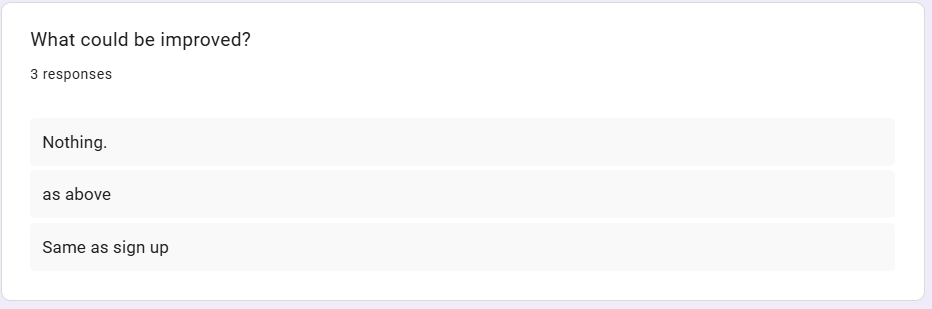 What could be improved?
3 responses
Nothing.
as above
Same as sign up